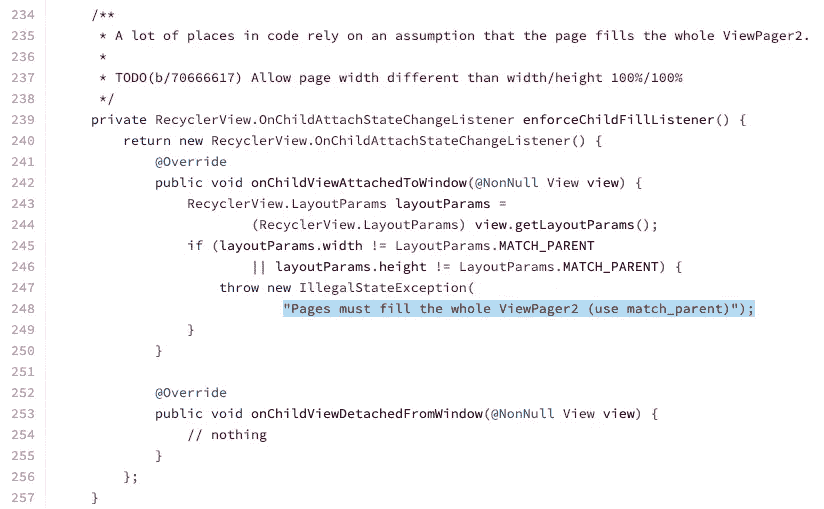 234 /**
235 * A lot of places in code rely on an assumption that the page fills the whole ViewPager2.
236 *
237 * TODO(b/70666617) Allow page width different than width/height 100%/100%
238 */
239 private RecyclerView.OnChildAttachStateChangeListener enforceChildFillListener() {
240 return new RecyclerView.OnChildAttachStateChangeListener() {
241 @Override
242 public void onChildViewAttachedToWindow(@NonNull View view) {
243 RecyclerView.LayoutParams layoutParams =
244 (RecyclerView.LayoutParams) view.getLayoutParams();
245 if (layoutParams.width != LayoutParams.MATCH_PARENT
246 || layoutParams.height != LayoutParams.MATCH_PARENT) {
247 throw new IllegalStateException(
248 "Pages must fill the whole ViewPager2 (use match_parent)");
249 }
250 }
251
252 @Override
253 public void onChildViewDetachedFromWindow(@NonNull View view) {
254 // nothing
255 }
256 };
257 }